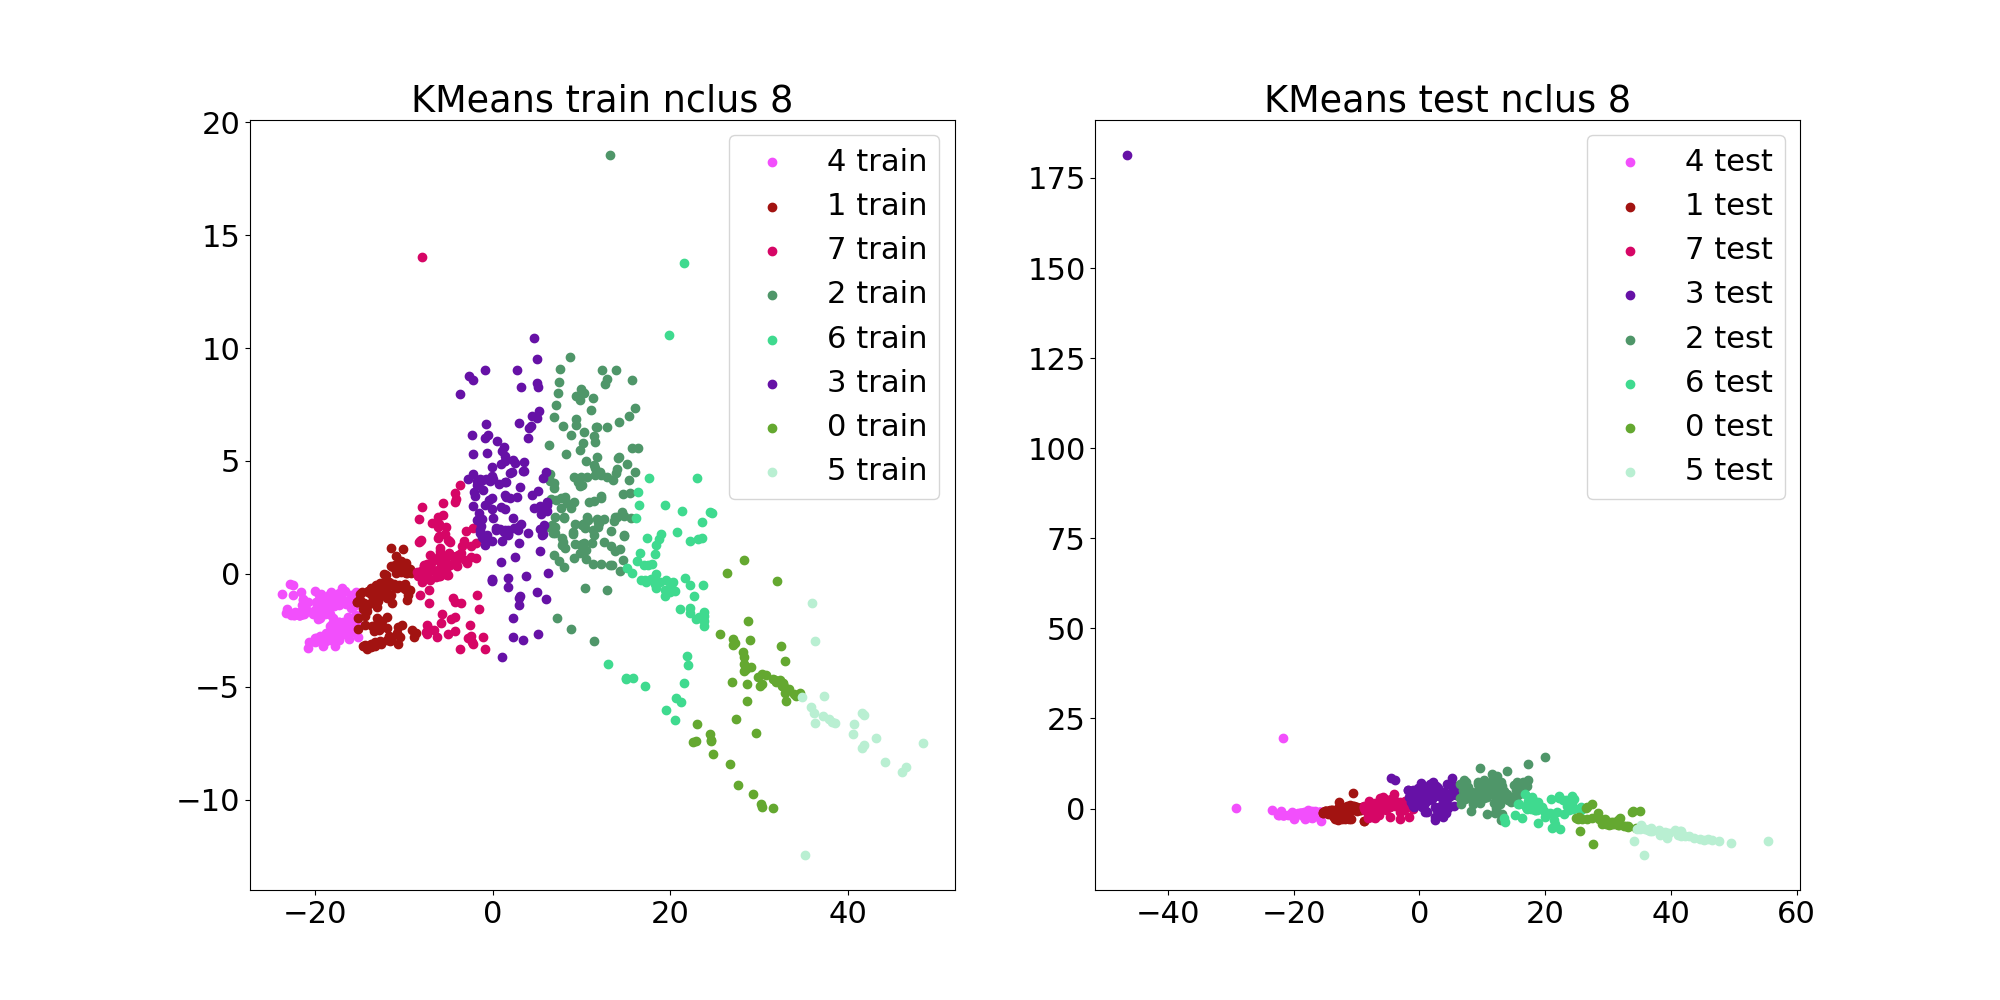 KMeans train nclus 8
20
15
10
5
0
−5
−10
−20
0
20
40
4 train
1 train
7 train
2 train
6 train
3 train
0 train
5 train
KMeans test nclus 8
175
150
125
100
75
50
25
0
−40
−20
0
20
40
60
4 test
1 test
7 test
3 test
2 test
6 test
0 test
5 test